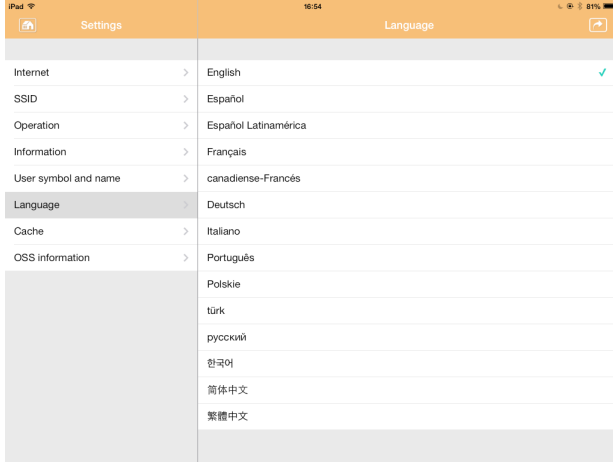 iPad 16:54 81%
Settings
Language
Internet
SSID
Operation
Information
User symbol and name
Language
Cache
OSS information
English
Español
Español Latinamérica
Français
canadiense-Francés
Deutsch
Italiano
Português
Polskie
türk
русский
한국어
简体中文
繁體中文